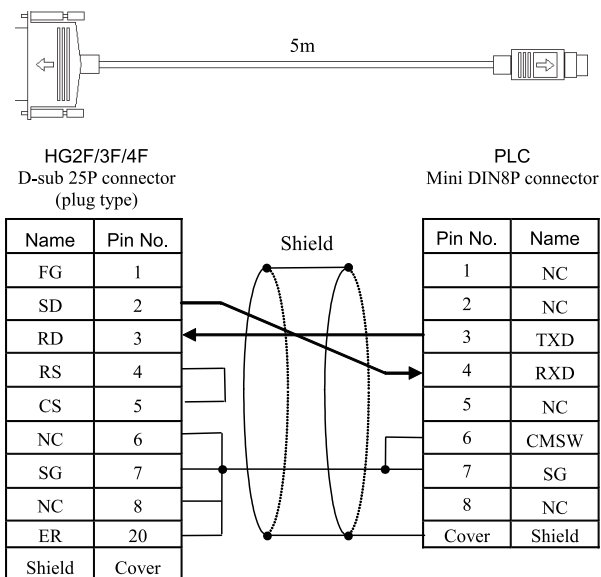 5m
HG2F/3F/4F
D-sub 25P connector
(plug type)
PLC
Mini DIN8P connector
Name Pin No.
FG 1
SD 2
RD 3
RS 4
CS 5
NC 6
SG 7
NC 8
ER 20
Shield Cover
Shield
Pin No. Name
1 NC
2 NC
3 TXD
4 RXD
5 NC
6 CMSW
7 SG
8 NC
Cover Shield